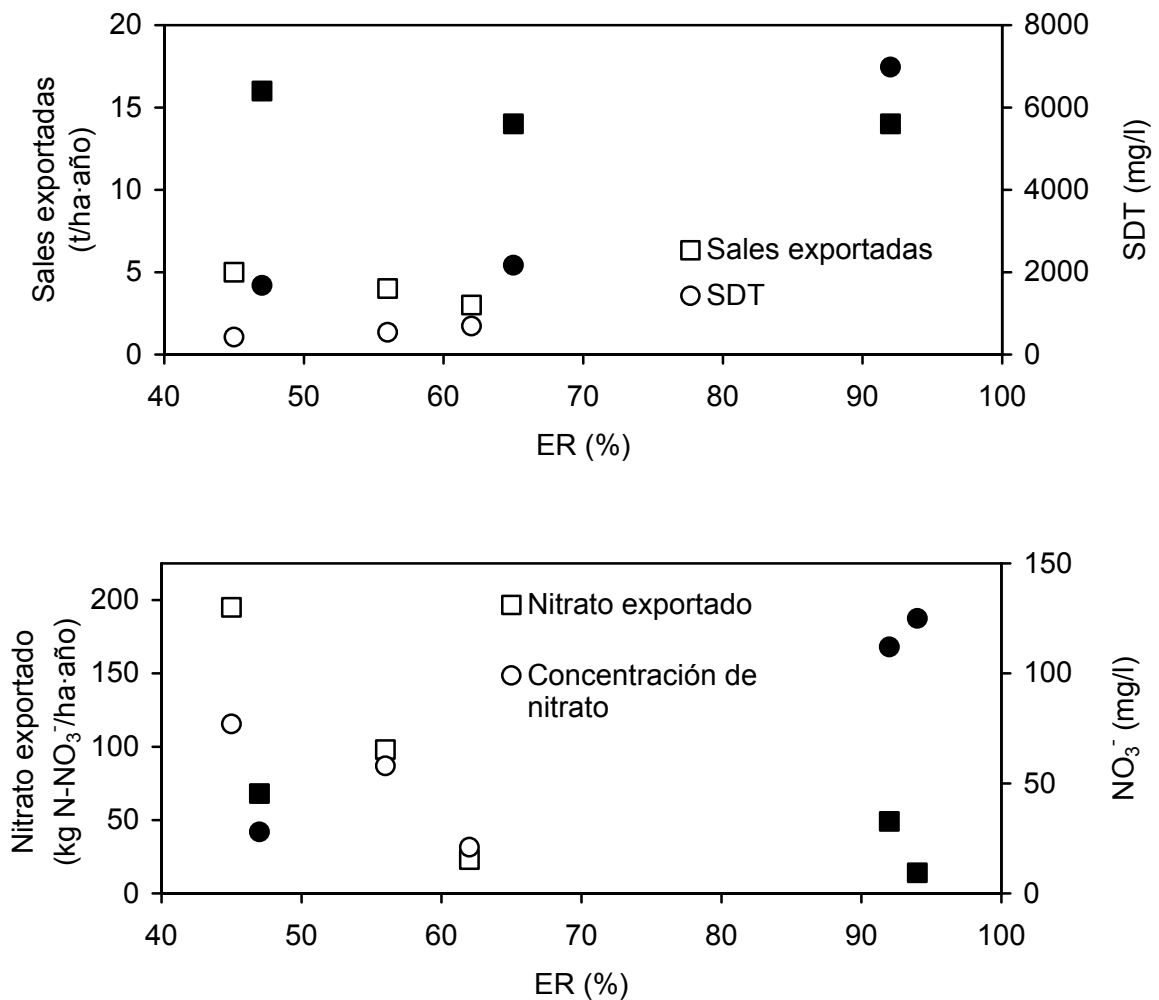 20
15
10
5
0
Sales exportadas
(t/ha·año)
8000
6000
4000
2000
0
SDT (mg/l)
Sales exportadas
SDT
40 50 60 70 80 90 100
ER (%)
200
150
100
50
0
Nitrato exportado
(kg N-NO₃⁻/ha·año)
150
100
50
0
NO₃⁻ (mg/l)
Nitrato exportado
Concentración de
nitrato
40 50 60 70 80 90 100
ER (%)